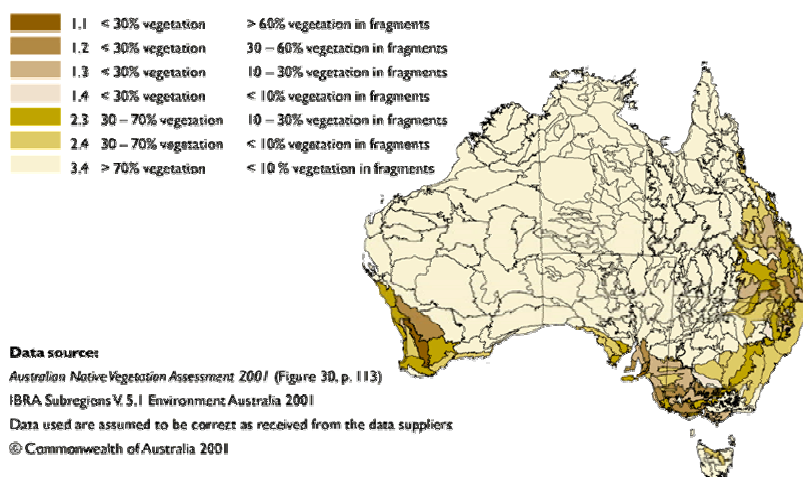 1.1 < 30% vegetation > 60% vegetation in fragments
1.2 < 30% vegetation 30 – 60% vegetation in fragments
1.3 < 30% vegetation 10 – 30% vegetation in fragments
1.4 < 30% vegetation < 10% vegetation in fragments
2.3 30 – 70% vegetation 10 – 30% vegetation in fragments
2.4 30 – 70% vegetation < 10% vegetation in fragments
3.4 > 70% vegetation < 10 % vegetation in fragments
Data source:
Australian Native Vegetation Assessment 2001 (Figure 30, p. 113)
IBRA Subregions V. 5.1 Environment Australia 2001
Data used are assumed to be correct as received from the data suppliers
© Commonwealth of Australia 2001